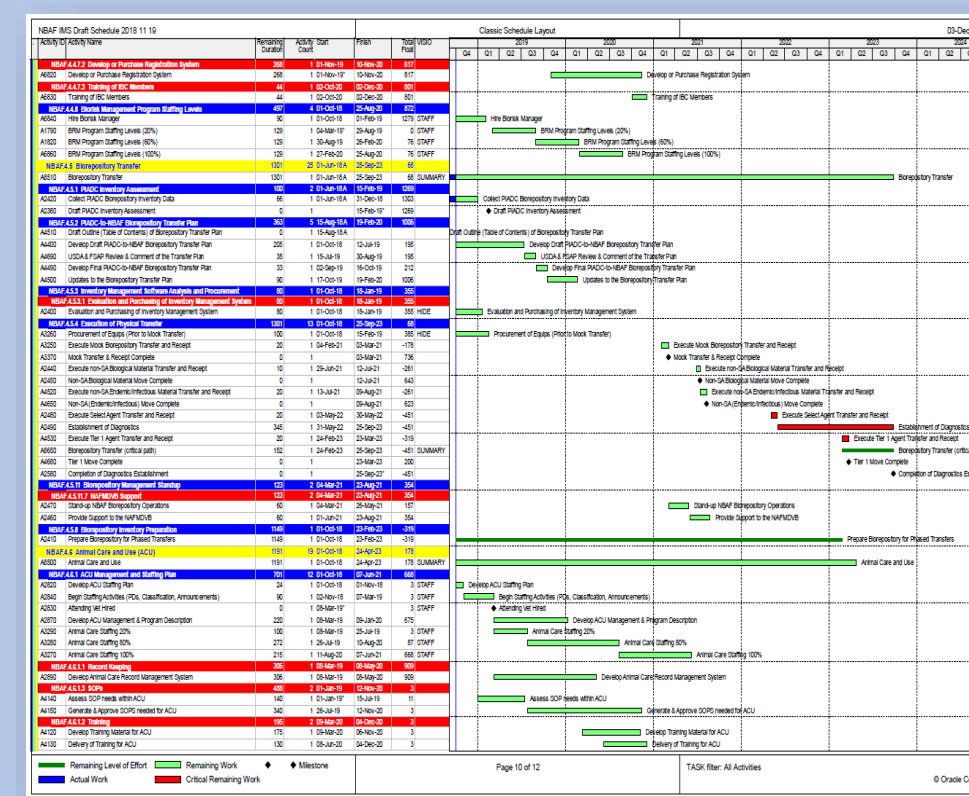 NBAF IMS Draft Schedule 2018 11 19 Classic Schedule Layout 03-Dec
Activity ID Activity Name Remaining Duration Activity Count Start Finish Total Float VISIO 2019 2020 2021 2022 2023 2024
Q4 Q1 Q2 Q3 Q4 Q1 Q2 Q3 Q4 Q1 Q2 Q3 Q4 Q1 Q2 Q3 Q4 Q1 Q2 Q3 Q4 Q1 Q2
NBAF.4.4.7.2 Develop or Purchase Registration System 268 1 01-Nov-19 10-Nov-20 817
A6820 Develop or Purchase Registration System 268 1 01-Nov-19* 10-Nov-20 817 Develop or Purchase Registration System
NBAF.4.4.7.3 Training of IBC Members 44 1 02-Oct-20 02-Dec-20 801
A6830 Training of IBC Members 44 1 02-Oct-20 02-Dec-20 801 Training of IBC Members
NBAF.4.4.8 Biorisk Management Program Staffing Levels 497 4 01-Oct-18 25-Aug-20 872
A6840 Hire Biorisk Manager 90 1 01-Oct-18 01-Feb-19 1279 STAFF Hire Biorisk Manager
A1790 BRM Program Staffing Levels (20%) 129 1 04-Mar-19* 29-Aug-19 0 STAFF BRM Program Staffing Levels (20%)
A1820 BRM Program Staffing Levels (60%) 129 1 30-Aug-19 26-Feb-20 76 STAFF BRM Program Staffing Levels (60%)
A6860 BRM Program Staffing Levels (100%) 129 1 27-Feb-20 25-Aug-20 76 STAFF BRM Program Staffing Levels (100%)
NBAF.4.5 Biorepository Transfer 1301 25 01-Jun-18A 25-Sep-23 68
A6510 Biorepository Transfer 1301 1 01-Jun-18A 25-Sep-23 68 SUMMARY Biorepository Transfer
NBAF.4.5.1 PIADC Inventory Assessment 100 2 01-Jun-18A 15-Feb-19 1269
A2420 Collect PIADC Biorepository Inventory Data 66 1 01-Jun-18A 31-Dec-18 1303 Collect PIADC Biorepository Inventory Data
A2380 Draft PIADC Inventory Assessment 0 1 15-Feb-19* 1269 Draft PIADC Inventory Assessment
NBAF.4.5.2 PIADC-to-NBAF Biorepository Transfer Plan 363 5 15-Aug-18A 19-Feb-20 1006
A4510 Draft Outline (Table of Contents) of Biorepository Transfer Plan 0 1 15-Aug-18A Draft Outline (Table of Contents) of Biorepository Transfer Plan
A4400 Develop Draft PIADC-to-NBAF Biorepository Transfer Plan 205 1 01-Oct-18 12-Jul-19 195 Develop Draft PIADC-to-NBAF Biorepository Transfer Plan
A4690 USDA & FSAP Review & Comment of the Transfer Plan 35 1 15-Jul-19 30-Aug-19 195 USDA & FSAP Review & Comment of the Transfer Plan
A4490 Develop Final PIADC-to-NBAF Biorepository Transfer Plan 33 1 02-Sep-19 16-Oct-19 212 Develop Final PIADC-to-NBAF Biorepository Transfer Plan
A4500 Updates to the Biorepository Transfer Plan 90 1 17-Oct-19 19-Feb-20 1006 Updates to the Biorepository Transfer Plan
NBAF.4.5.3 Inventory Management Software Analysis and Procurement 80 1 01-Oct-18 18-Jan-19 355
NBAF.4.5.3.1 Evaluation and Purchasing of Inventory Management System 80 1 01-Oct-18 18-Jan-19 355
A2400 Evaluation and Purchasing of Inventory Management System 80 1 01-Oct-18 18-Jan-19 355 HIDE Evaluation and Purchasing of Inventory Management System
NBAF.4.5.4 Execution of Physical Transfer 1301 13 01-Oct-18 25-Sep-23 68
A3260 Procurement of Equips (Prior to Mock Transfer) 100 1 01-Oct-18 15-Feb-19 385 HIDE Procurement of Equips (Prior to Mock Transfer)
A3250 Execute Mock Biorepository Transfer and Receipt 20 1 04-Feb-21 03-Mar-21 -178 Execute Mock Biorepository Transfer and Receipt
A3370 Mock Transfer & Receipt Complete 0 1 03-Mar-21 736 Mock Transfer & Receipt Complete
A2440 Execute non-SA Biological Material Transfer and Receipt 10 1 29-Jun-21 12-Jul-21 -261 Execute non-SA Biological Material Transfer and Receipt
A2450 Non-SA Biological Material Move Complete 0 1 12-Jul-21 643 Non-SA Biological Material Move Complete
A4520 Execute non-SA Endemic/Infectious Material Transfer and Receipt 20 1 13-Jul-21 09-Aug-21 -261 Execute non-SA Endemic/Infectious Material Transfer and Receipt
A4650 Non-SA (Endemic/Infectious) Move Complete 0 1 09-Aug-21 623 Non-SA (Endemic/Infectious) Move Complete
A2480 Execute Select Agent Transfer and Receipt 20 1 03-May-22 30-May-22 -451 Execute Select Agent Transfer and Receipt
A2490 Establishment of Diagnostics 345 1 31-May-22 25-Sep-23 -451 Establishment of Diagnostics
A4530 Execute Tier 1 Agent Transfer and Receipt 20 1 24-Feb-23 23-Mar-23 -319 Execute Tier 1 Agent Transfer and Receipt
A6650 Biorepository Transfer (critical path) 152 1 24-Feb-23 25-Sep-23 -451 SUMMARY Biorepository Transfer (critic
A4680 Tier 1 Move Complete 0 1 23-Mar-23 200 Tier 1 Move Complete
A2580 Completion of Diagnostics Establishment 0 1 25-Sep-23* -451 Completion of Diagnostics Es
NBAF.4.5.11 Biorepository Management Standup 123 2 04-Mar-21 23-Aug-21 354
NBAF.4.5.11.7 NAFMDVB Support 123 2 04-Mar-21 23-Aug-21 354
A2470 Stand-up NBAF Biorepository Operations 60 1 04-Mar-21 26-May-21 157 Stand-up NBAF Biorepository Operations
A2460 Provide Support to the NAFMDVB 60 1 01-Jun-21 23-Aug-21 354 Provide Support to the NAFMDVB
NBAF.5.8 Biorepository Inventory Preparation 1149 1 01-Oct-18 23-Feb-23 -319
A2410 Prepare Biorepository for Phased Transfers 1149 1 01-Oct-18 23-Feb-23 -319 Prepare Biorepository for Phased Transfers
NBAF.4.6 Animal Care and Use (ACU) 1191 19 01-Oct-18 24-Apr-23 178
A6500 Animal Care and Use 1191 1 01-Oct-18 24-Apr-23 178 SUMMARY Animal Care and Use
NBAF.4.6.1 ACU Management and Staffing Plan 701 12 01-Oct-18 07-Jun-21 668
A2820 Develop ACU Staffing Plan 24 1 01-Oct-18 01-Nov-18 3 STAFF Develop ACU Staffing Plan
A2840 Begin Staffing Activities (PDs, Classification, Announcements) 90 1 02-Nov-18 07-Mar-19 3 STAFF Begin Staffing Activities (PDs, Classification, Announcements)
A2830 Attending Vet Hired 0 1 08-Mar-19* 3 STAFF Attending Vet Hired
A2870 Develop ACU Management & Program Description 220 1 08-Mar-19 09-Jan-20 675 Develop ACU Management & Program Description
A3290 Animal Care Staffing 20% 100 1 08-Mar-19 25-Jul-19 3 STAFF Animal Care Staffing 20%
A3280 Animal Care Staffing 60% 272 1 26-Jul-19 10-Aug-20 87 STAFF Animal Care Staffing 60%
A3270 Animal Care Staffing 100% 215 1 11-Aug-20 07-Jun-21 668 STAFF Animal Care Staffing 100%
NBAF.4.6.1.1 Record Keeping 306 1 08-Mar-19 08-May-20 909
A2890 Develop Animal Care Record Management System 306 1 08-Mar-19 08-May-20 909 Develop Animal Care Record Management System
NBAF.4.6.1.3 SOPs 488 2 01-Jan-19 12-Nov-20 3
A4140 Assess SOP needs within ACU 140 1 01-Jan-19* 15-Jul-19 11 Assess SOP needs within ACU
A4150 Generate & Approve SOPS needed for ACU 340 1 26-Jul-19 12-Nov-20 3 Generate & Approve SOPS needed for ACU
NBAF.4.6.1.2 Training 195 2 09-Mar-20 04-Dec-20 3
A4120 Develop Training Material for ACU 175 1 09-Mar-20 06-Nov-20 3 Develop Training Material for ACU
A4130 Delivery of Training for ACU 130 1 08-Jun-20 04-Dec-20 3 Delivery of Training for ACU
Remaining Level of Effort Remaining Work Milestone Page 10 of 12 TASK filter: All Activities
Actual Work Critical Remaining Work
© Oracle C